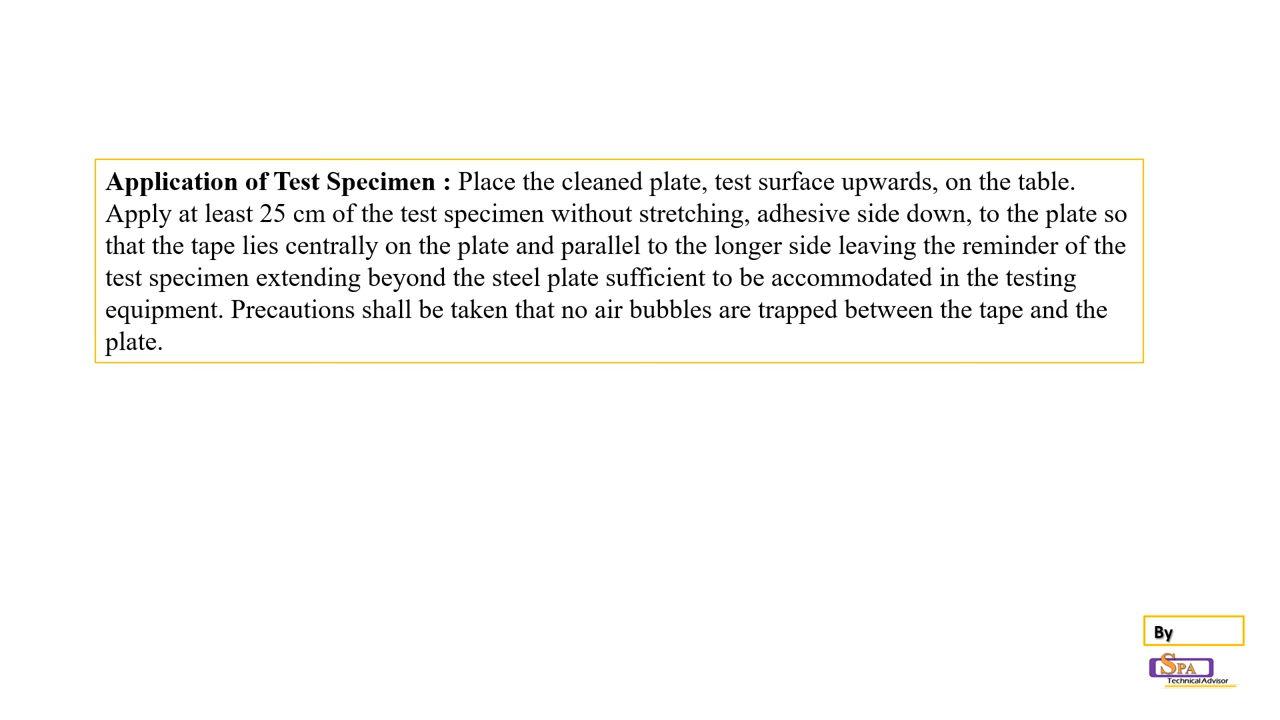 Application of Test Specimen : Place the cleaned plate, test surface upwards, on the table.
Apply at least 25 cm of the test specimen without stretching, adhesive side down, to the plate so
that the tape lies centrally on the plate and parallel to the longer side leaving the reminder of the
test specimen extending beyond the steel plate sufficient to be accommodated in the testing
equipment. Precautions shall be taken that no air bubbles are trapped between the tape and the
plate.
By
SPA
Technical Advisor